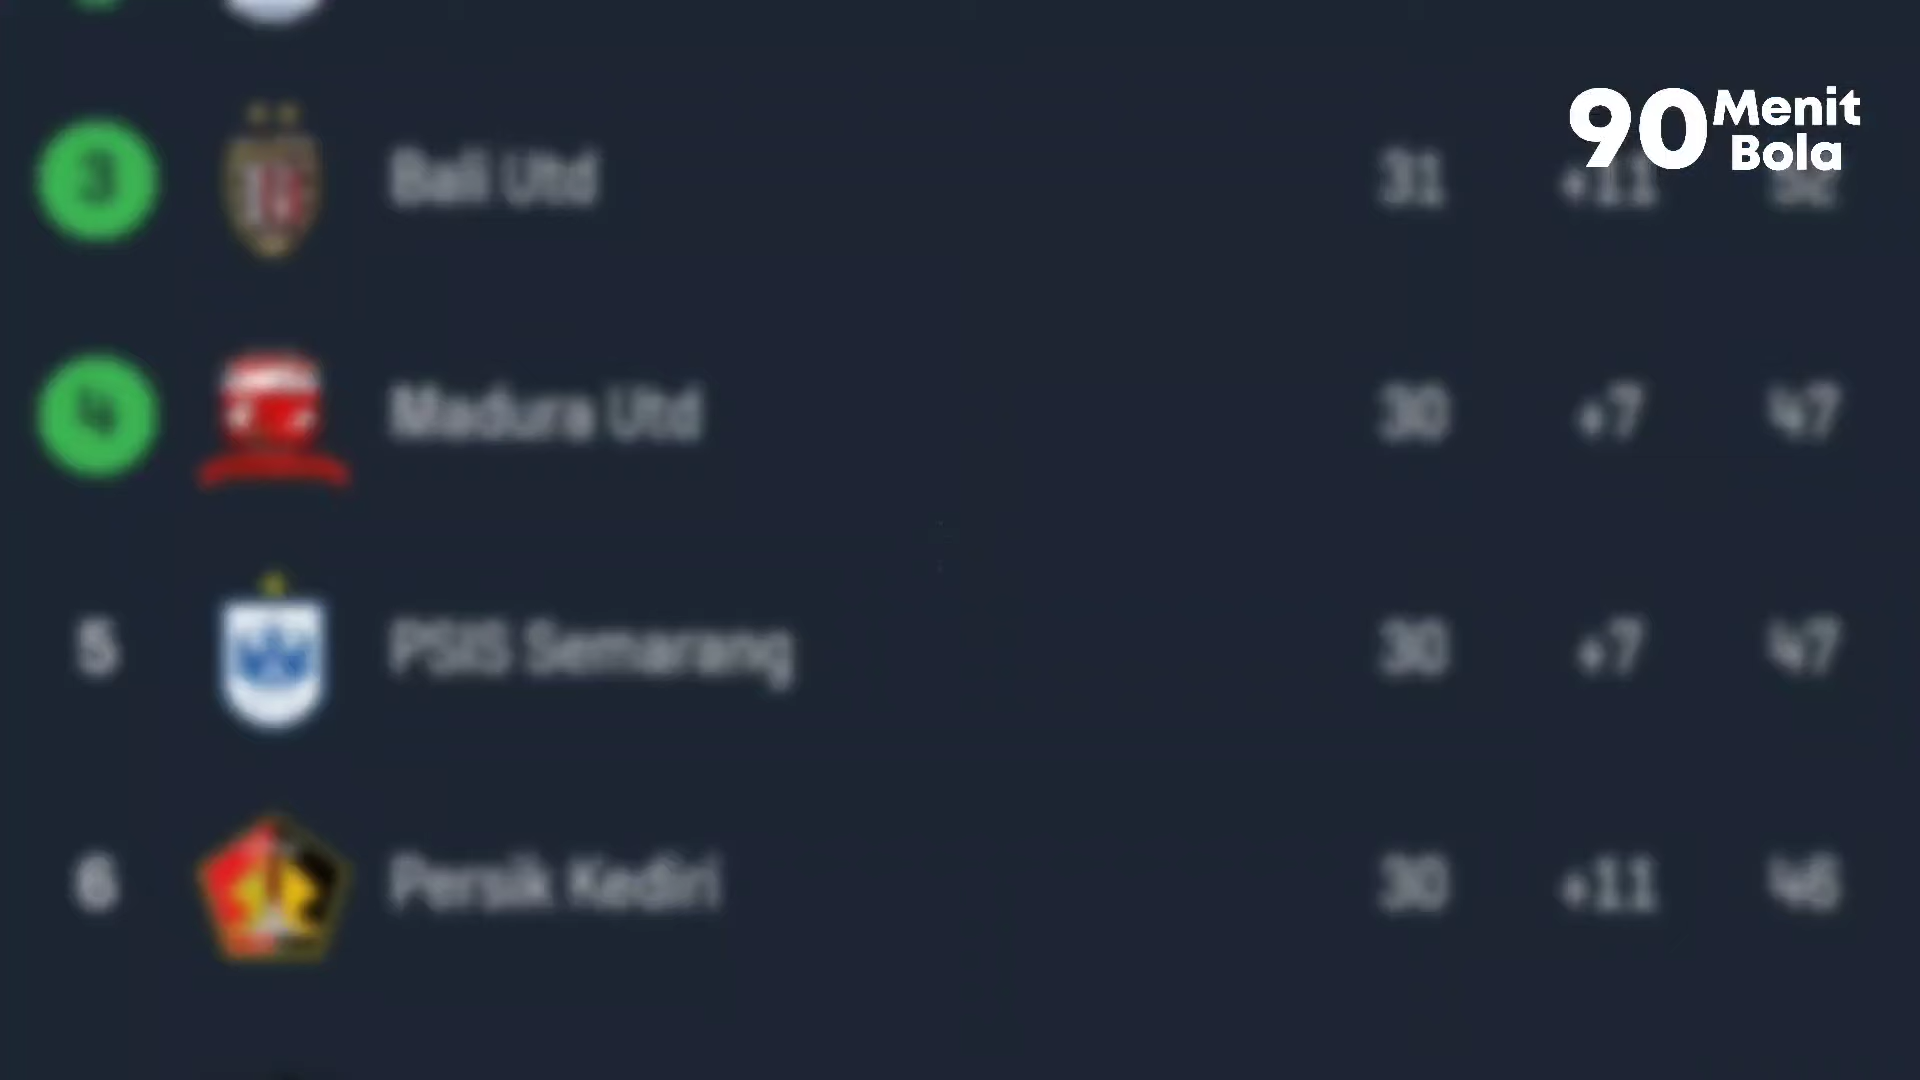 90 Menit
Bola
3 Bali Utd 31 +11
4 Madura Utd 30 +7 47
5 PSIS Semarang 30 +7 47
6 Persik Kediri 30 +11 46